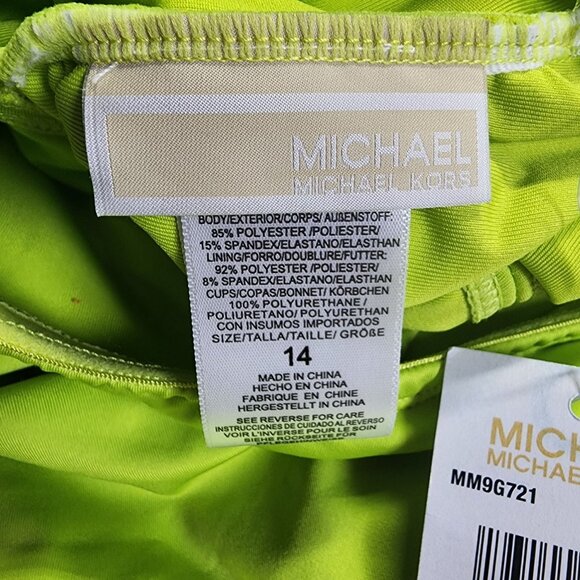 MICHAEL
MICHAEL KORS
BODY/EXTERIOR/CORPS/ AUßENSTOFF:
85% POLYESTER /POLIESTER/
15% SPANDEX/ELASTANO/ELASTHAN
LINING/FORRO/DOUBLURE/FUTTER:
92% POLYESTER /POLIESTER/
8% SPANDEX/ELASTANO/ELASTHAN
CUPS/COPAS/BONNET/ KÖRBCHEN
100% POLYURETHANE /
POLIURETANO/ POLYURETHAN
CON INSUMOS IMPORTADOS
SIZE/TALLA/TAILLE/ GRÖßE
14
MADE IN CHINA
HECHO EN CHINA
FABRIQUE EN CHINE
HERGESTELLT IN CHINA
SEE REVERSE FOR CARE
INSTRUCCIONES DE CUIDADO AL REVERSO
VOIR L'INVERSE POUR LE SOIN
SIEHE RÜCKSEITE FÜR
MICH
MICHAEL
MM9G721